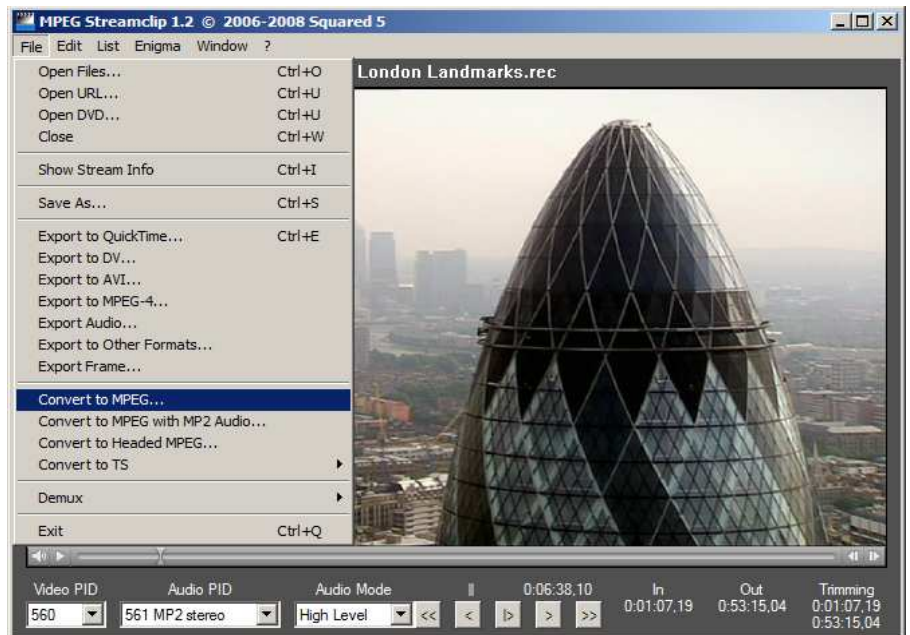 MPEG Streamclip 1.2 © 2006-2008 Squared 5
File Edit List Enigma Window ?
Open Files... Ctrl+O
Open URL... Ctrl+U
Open DVD... Ctrl+U
Close Ctrl+W
Show Stream Info Ctrl+I
Save As... Ctrl+S
Export to QuickTime... Ctrl+E
Export to DV...
Export to AVI...
Export to MPEG-4...
Export Audio...
Export to Other Formats...
Export Frame...
Convert to MPEG...
Convert to MPEG with MP2 Audio...
Convert to Headed MPEG...
Convert to TS
Demux
Exit Ctrl+Q
London Landmarks.rec
Video PID Audio PID Audio Mode || 0:06:38,10 In Out Trimming
560 561 MP2 stereo High Level << < |> > >> 0:01:07,19 0:53:15,04 0:01:07,19
0:53:15,04